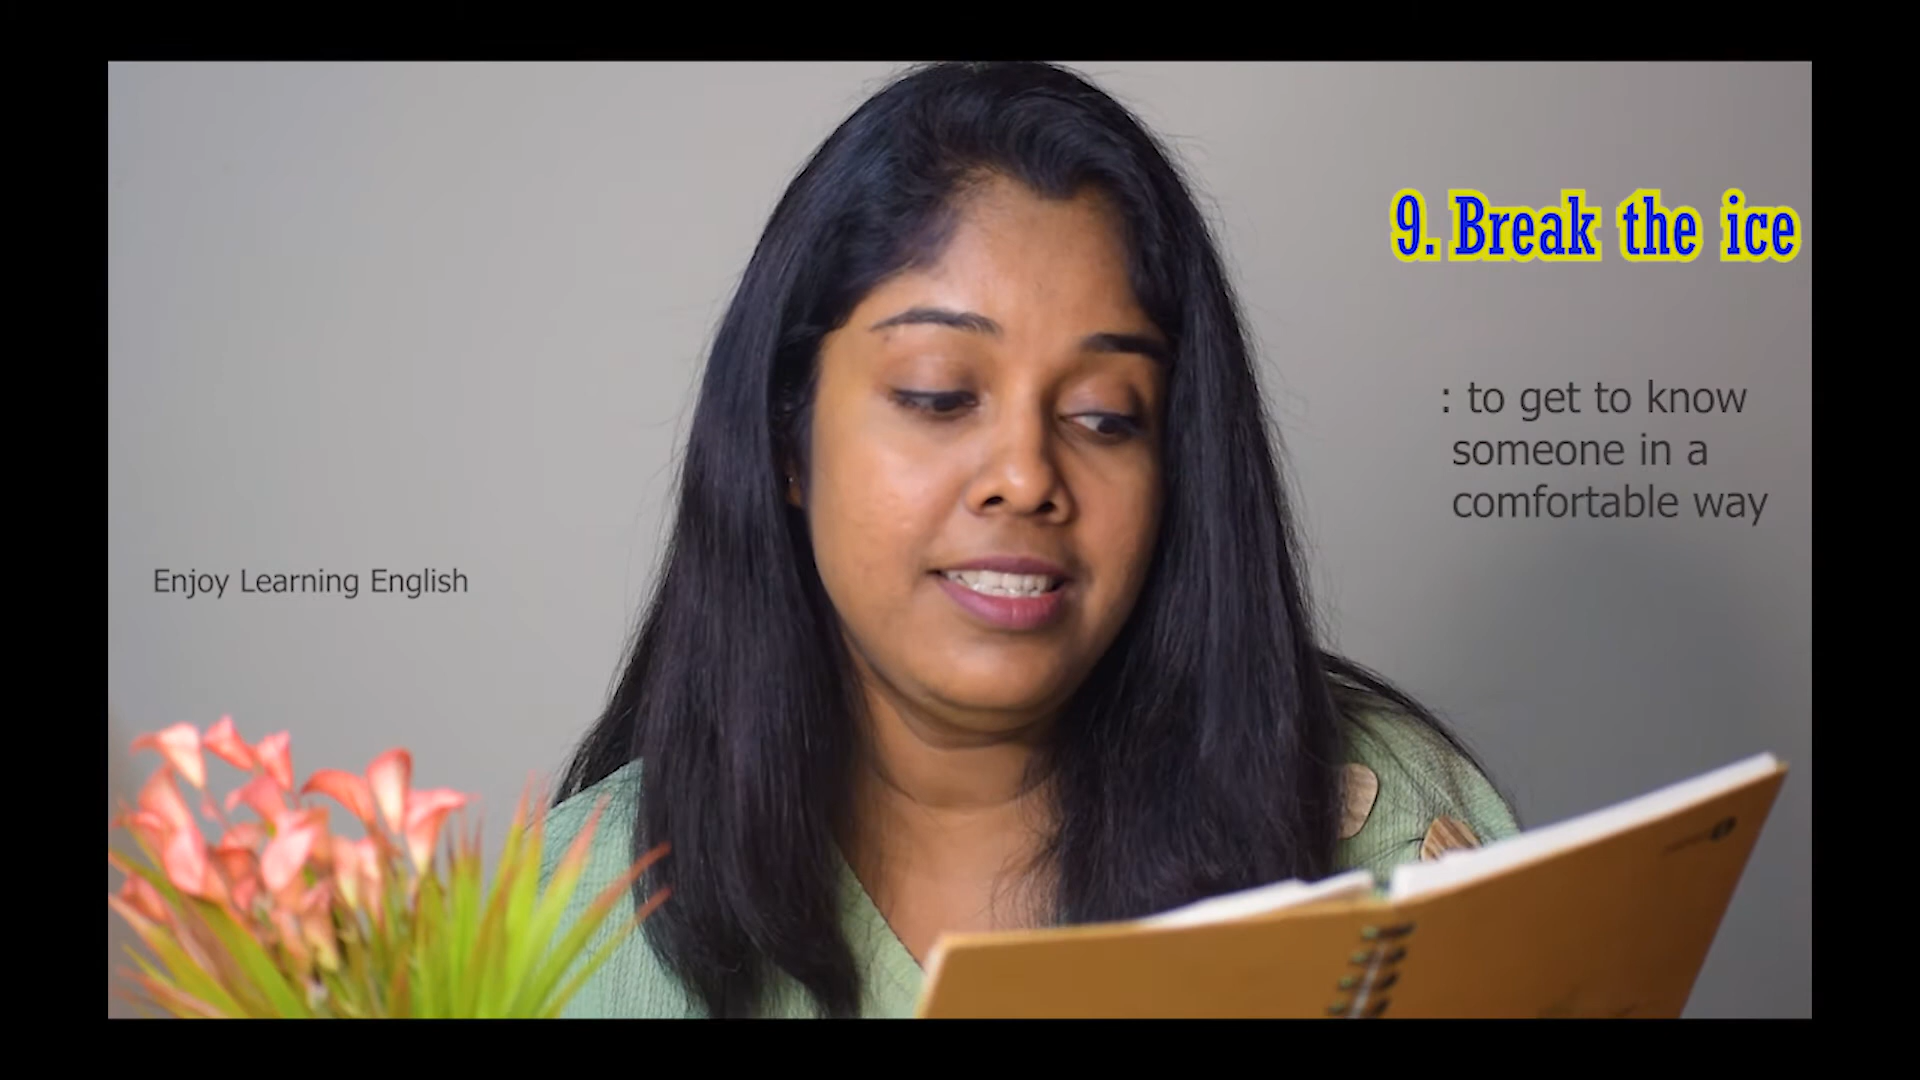 9. Break the ice
: to get to know
someone in a
comfortable way
Enjoy Learning English